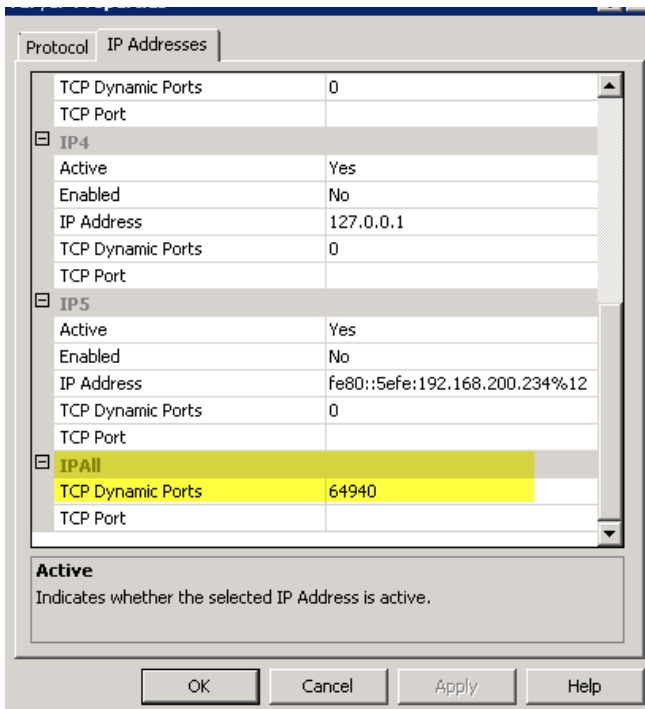 Protocol IP Addresses
TCP Dynamic Ports 0
TCP Port
IP4
Active Yes
Enabled No
IP Address 127.0.0.1
TCP Dynamic Ports 0
TCP Port
IP5
Active Yes
Enabled No
IP Address fe80::5efe:192.168.200.234%12
TCP Dynamic Ports 0
TCP Port
IPAll
TCP Dynamic Ports 64940
TCP Port
Active
Indicates whether the selected IP Address is active.
OK Cancel Apply Help